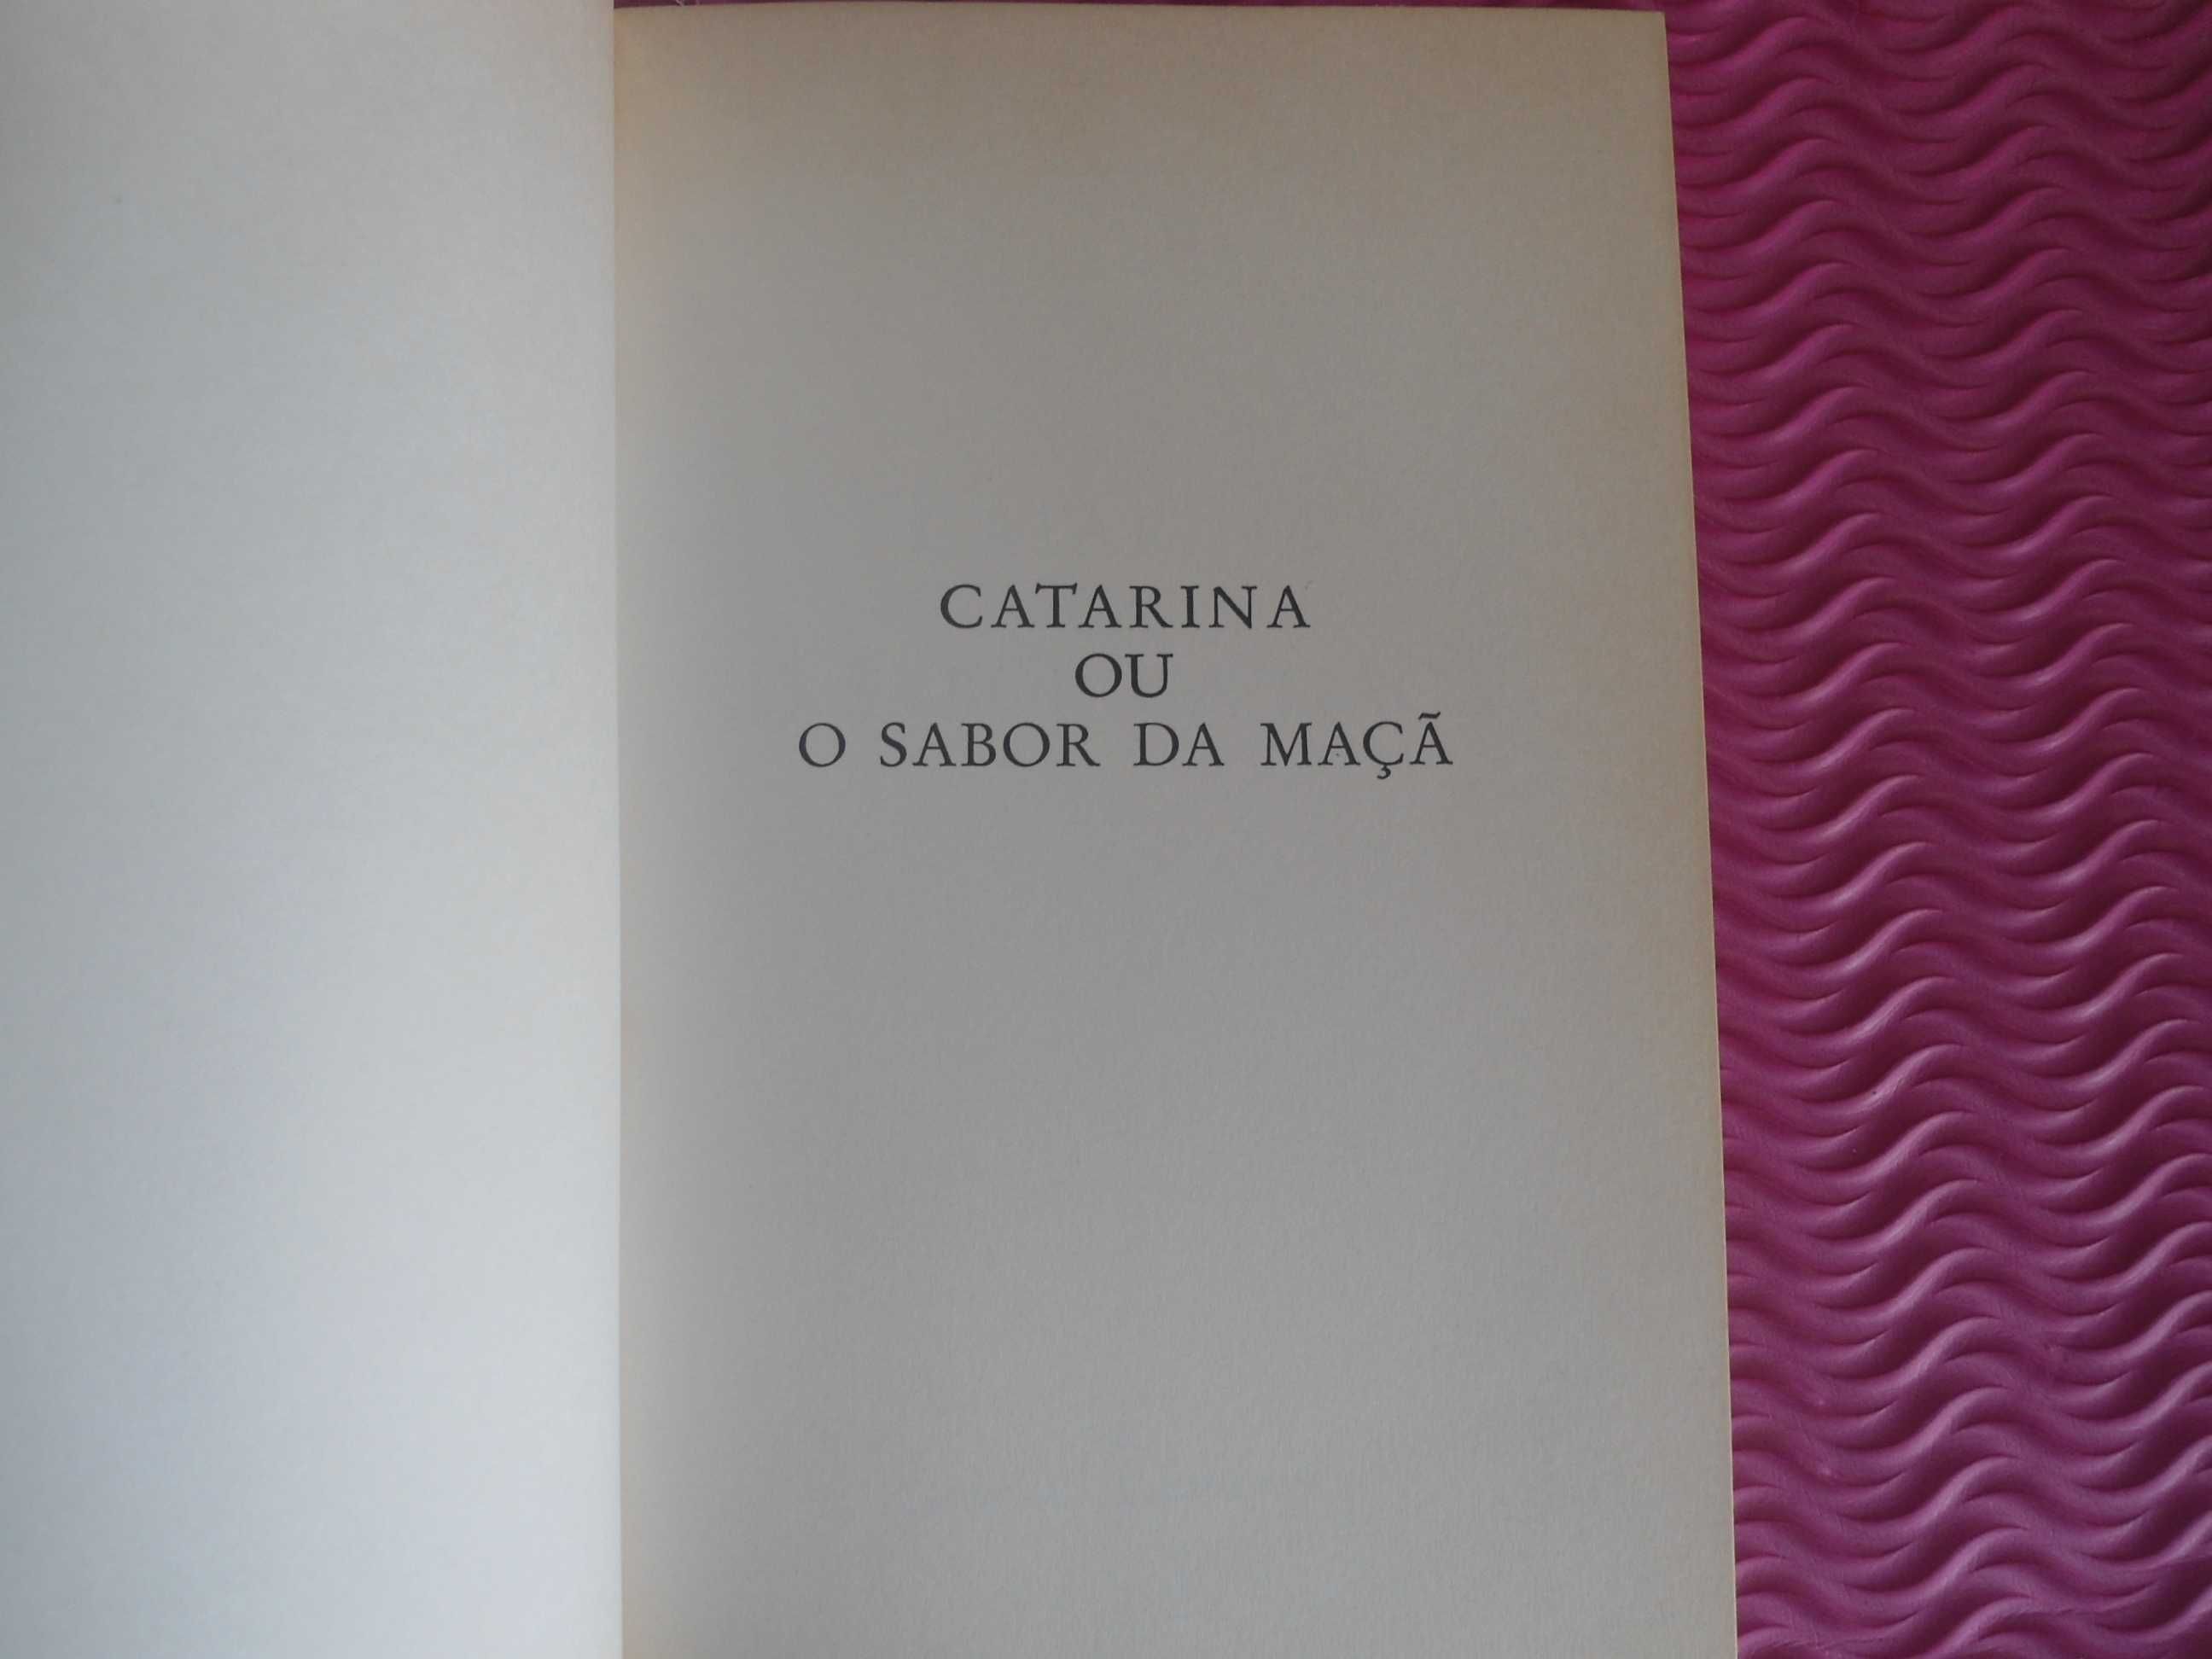 CATARINA
OU
O SABOR DA MAÇÃ